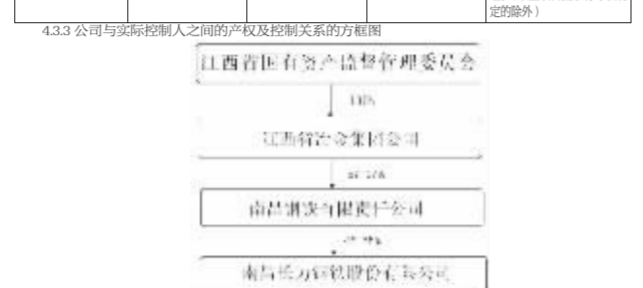 定的除外）
4.3.3 公司与实际控制人之间的产权及控制关系的方框图
江西省国有资产监督管理委员会
江西省冶金集团公司
南昌钢铁有限责任公司
南昌长力钢铁股份有限公司